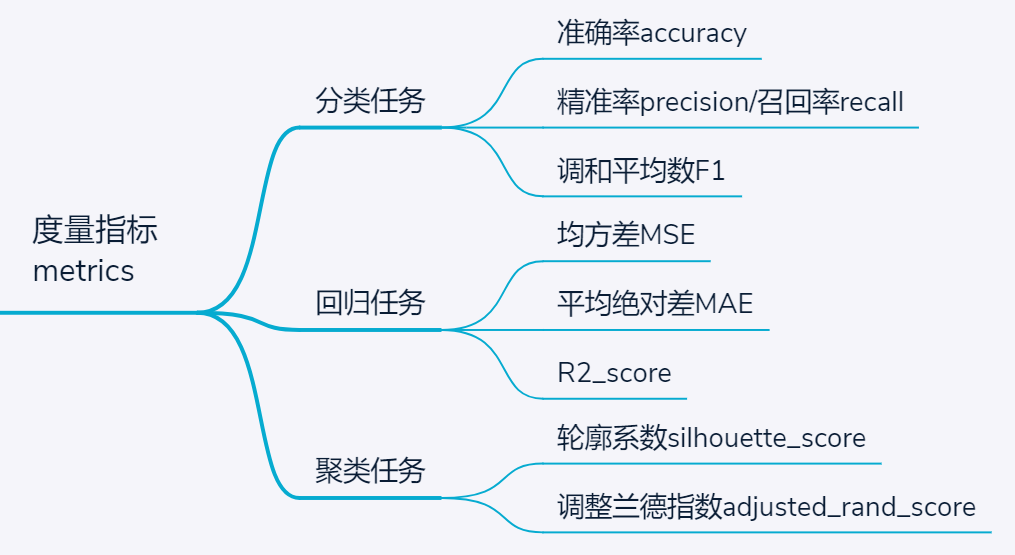 度量指标
metrics
分类任务
准确率accuracy
精准率precision/召回率recall
调和平均数F1
回归任务
均方差MSE
平均绝对差MAE
R2_score
聚类任务
轮廓系数silhouette_score
调整兰德指数adjusted_rand_score